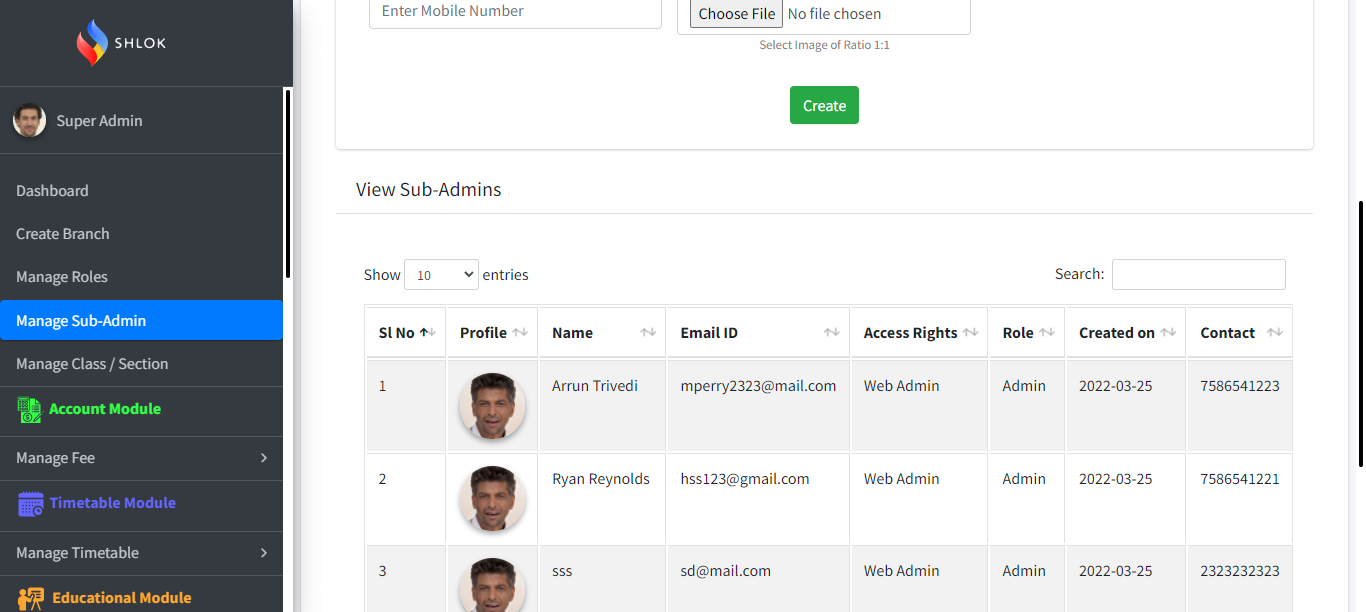 SHLOK
Super Admin
Dashboard
Create Branch
Manage Roles
Manage Sub-Admin
Manage Class / Section
Account Module
Manage Fee
Timetable Module
Manage Timetable
Educational Module
Enter Mobile Number
Choose File No file chosen
Select Image of Ratio 1:1
Create
View Sub-Admins
Show 10 entries
Search:
Sl No Profile Name Email ID Access Rights Role Created on Contact
1 Arrun Trivedi mperry2323@mail.com Web Admin Admin 2022-03-25 7586541223
2 Ryan Reynolds hss123@gmail.com Web Admin Admin 2022-03-25 7586541221
3 sss sd@mail.com Web Admin Admin 2022-03-25 2323232323